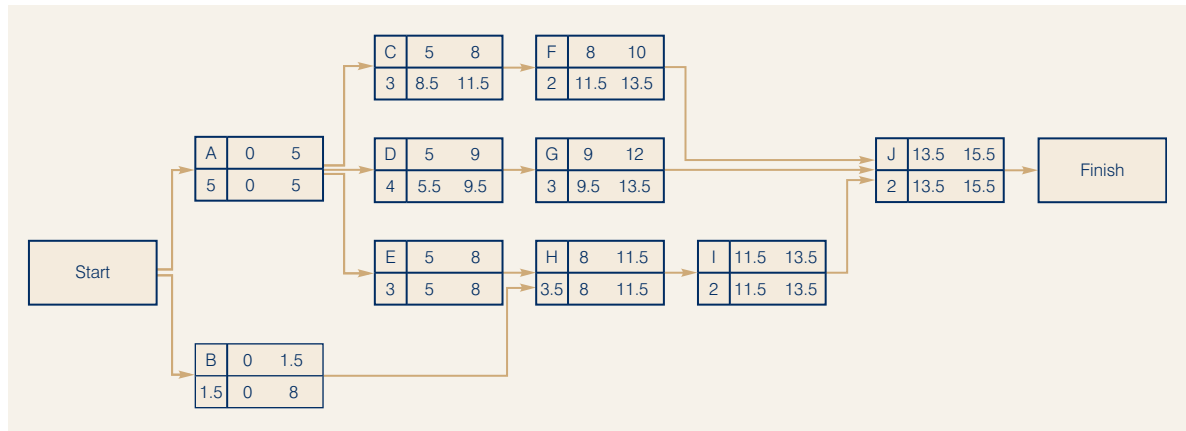 C 5 8
3 8.5 11.5
F 8 10
2 11.5 13.5
A 0 5
5 0 5
D 5 9
4 5.5 9.5
G 9 12
3 9.5 13.5
J 13.5 15.5
2 13.5 15.5
Finish
Start
E 5 8
3 5 8
H 8 11.5
3.5 8 11.5
I 11.5 13.5
2 11.5 13.5
B 0 1.5
1.5 0 8